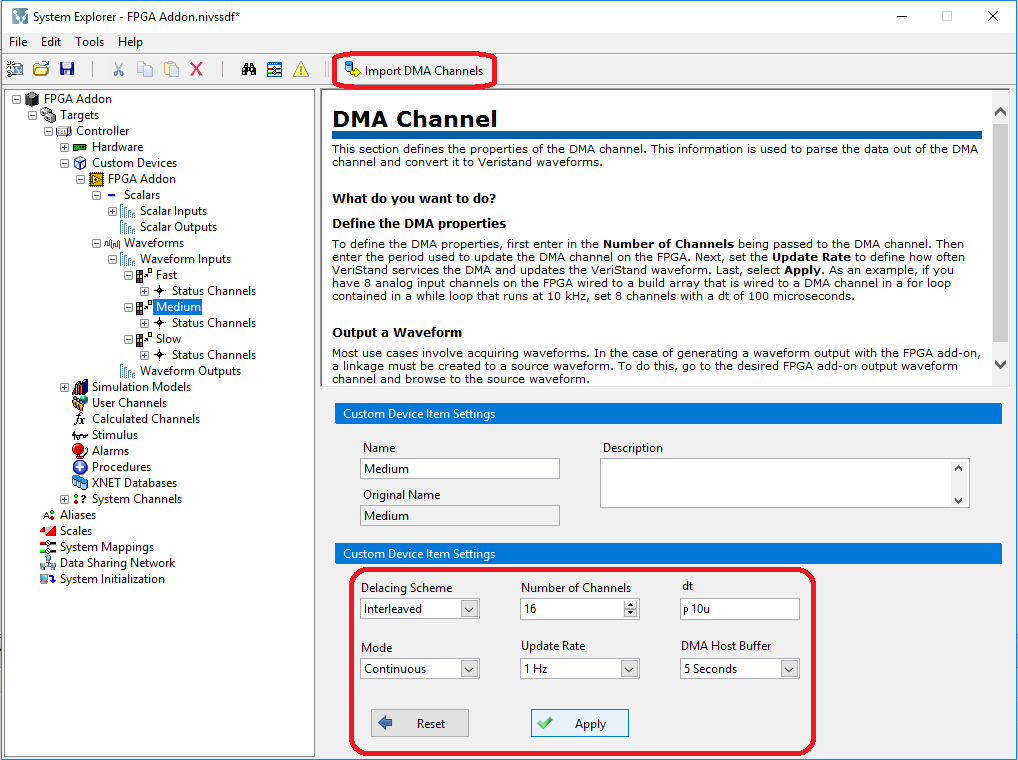 System Explorer - FPGA Addon.nivssdf*
File Edit Tools Help
Import DMA Channels
FPGA Addon
Targets
Controller
Hardware
Custom Devices
FPGA Addon
Scalars
Scalar Inputs
Scalar Outputs
Waveforms
Waveform Inputs
Fast
Status Channels
Medium
Status Channels
Slow
Status Channels
Waveform Outputs
Simulation Models
User Channels
Calculated Channels
Stimulus
Alarms
Procedures
XNET Databases
System Channels
Aliases
Scales
System Mappings
Data Sharing Network
System Initialization
DMA Channel
This section defines the properties of the DMA channel. This information is used to parse the data out of the DMA
channel and convert it to Veristand waveforms.
What do you want to do?
Define the DMA properties
To define the DMA properties, first enter in the Number of Channels being passed to the DMA channel. Then
enter the period used to update the DMA channel on the FPGA. Next, set the Update Rate to define how often
VeriStand services the DMA and updates the VeriStand waveform. Last, select Apply. As an example, if you
have 8 analog input channels on the FPGA wired to a build array that is wired to a DMA channel in a for loop
contained in a while loop that runs at 10 kHz, set 8 channels with a dt of 100 microseconds.
Output a Waveform
Most use cases involve acquiring waveforms. In the case of generating a waveform output with the FPGA add-on,
a linkage must be created to a source waveform. To do this, go to the desired FPGA add-on output waveform
channel and browse to the source waveform.
Custom Device Item Settings
Name
Description
Medium
Original Name
Medium
Custom Device Item Settings
Delacing Scheme Number of Channels dt
Interleaved 16 p 10u
Mode Update Rate DMA Host Buffer
Continuous 1 Hz 5 Seconds
Reset Apply